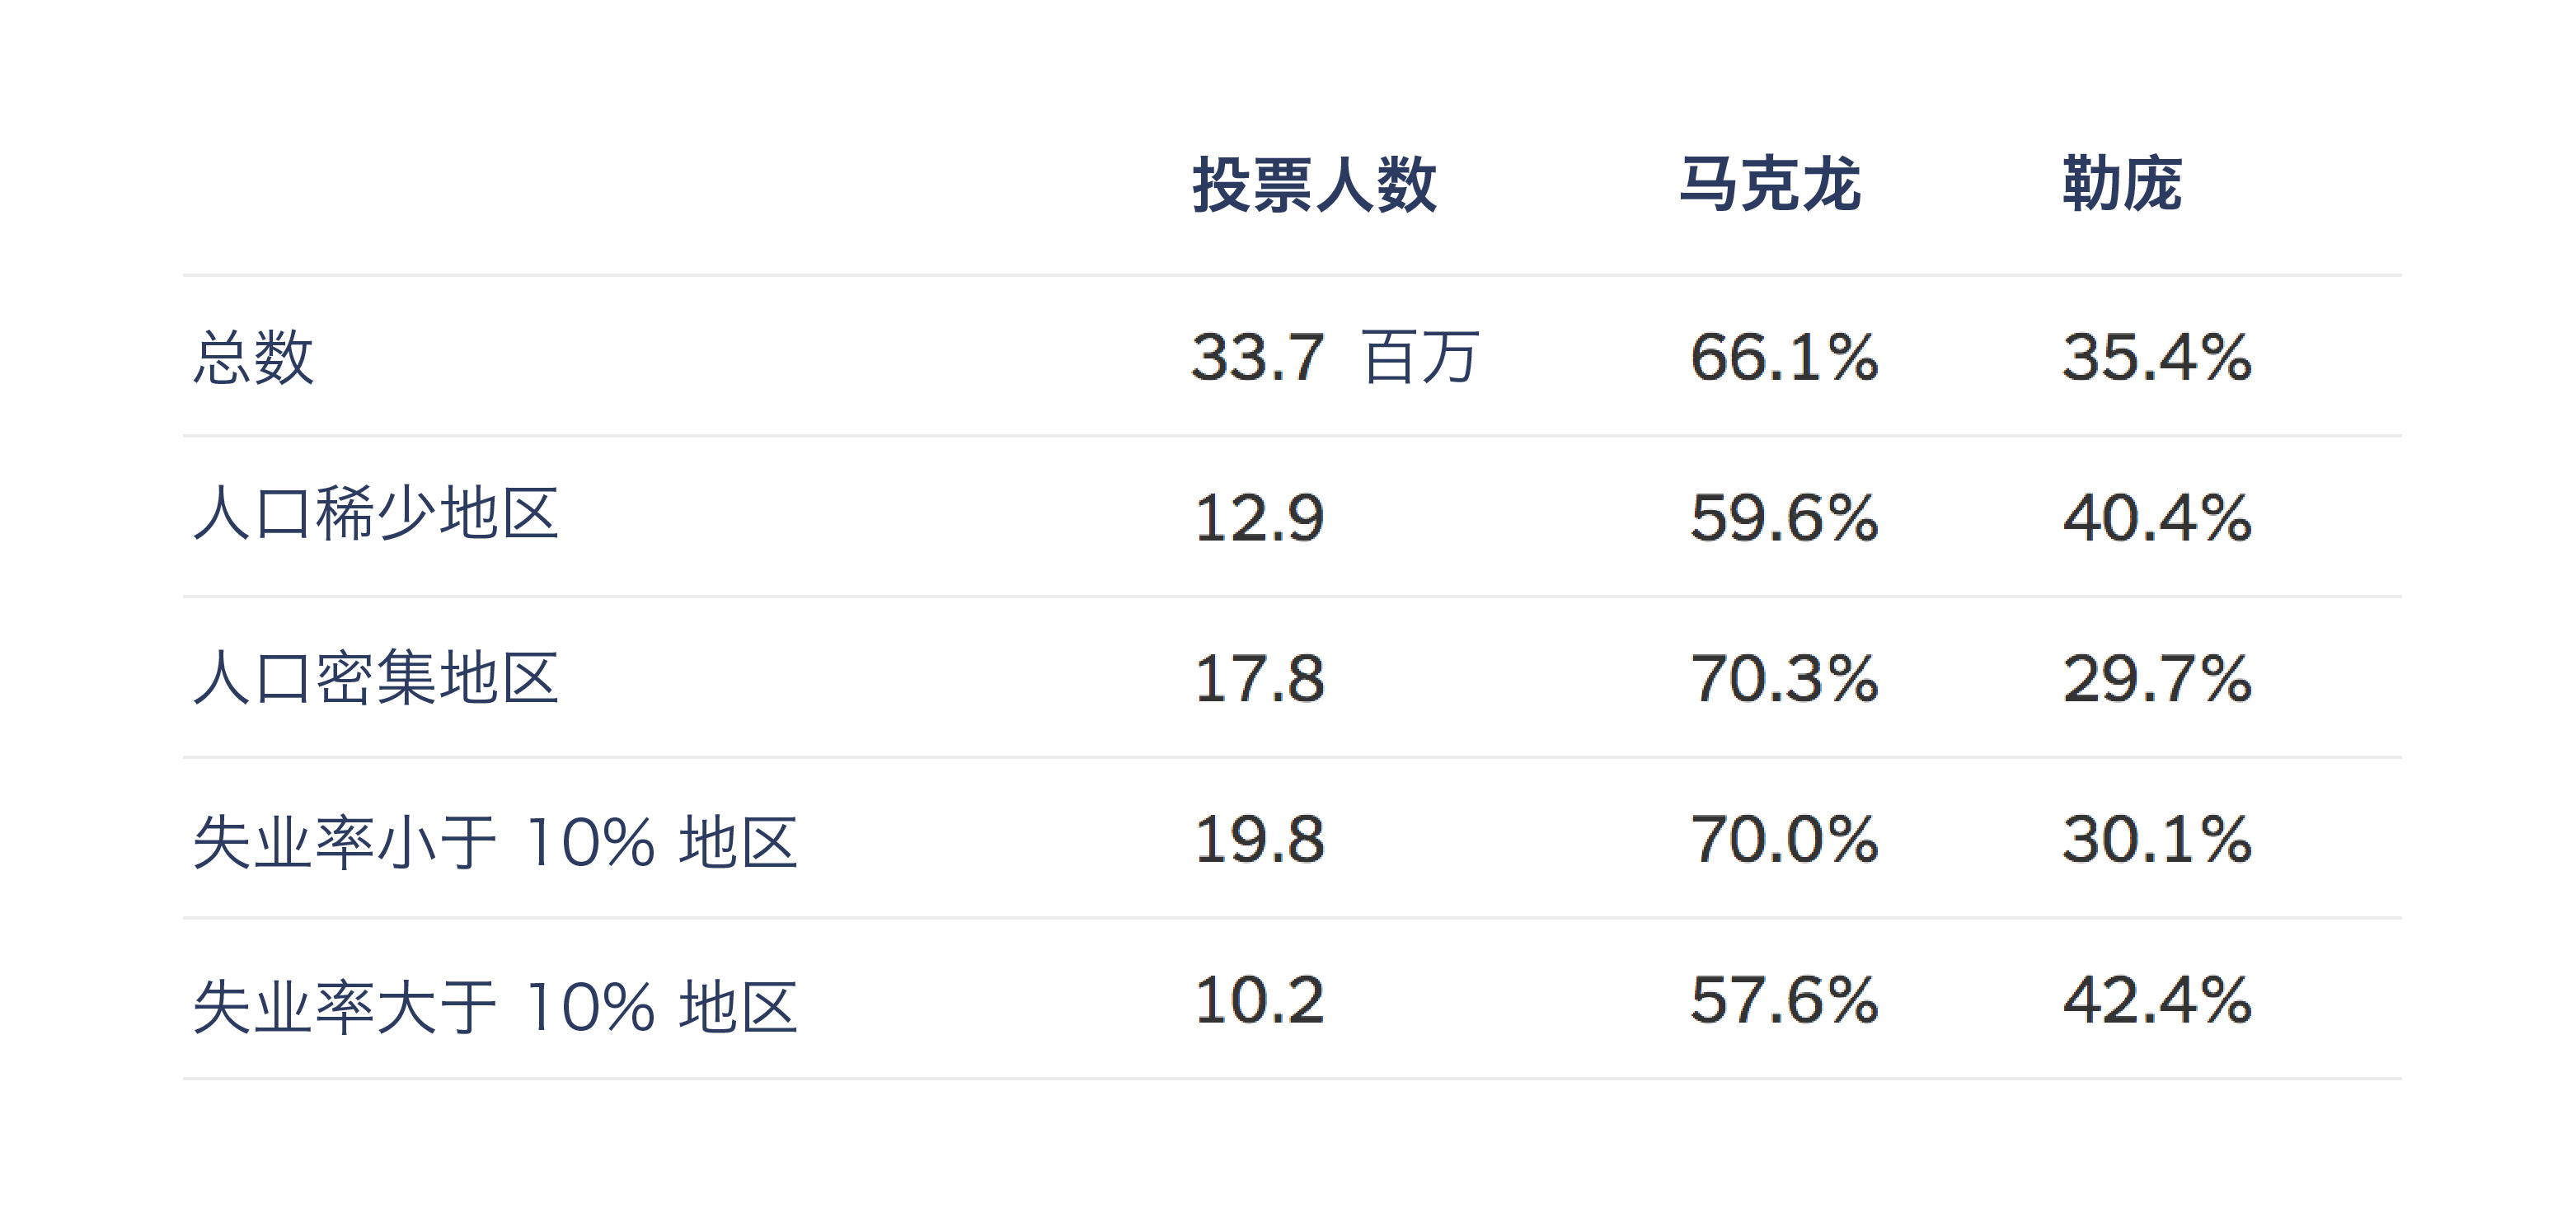 投票人数 马克龙 勒庞
总数 33.7 百万 66.1% 35.4%
人口稀少地区 12.9 59.6% 40.4%
人口密集地区 17.8 70.3% 29.7%
失业率小于 10% 地区 19.8 70.0% 30.1%
失业率大于 10% 地区 10.2 57.6% 42.4%